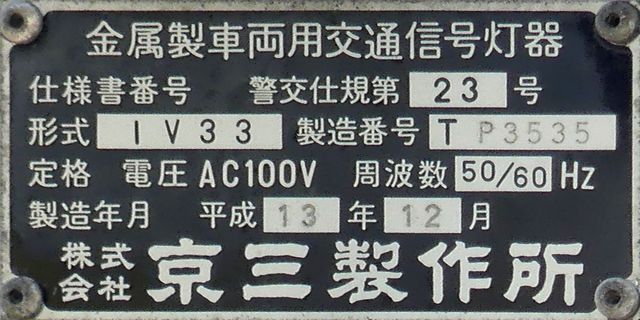 金属製車両用交通信号灯器
仕様書番号 警交仕規第 23 号
形式 1V33 製造番号 T P3535
定格 電圧 AC100V 周波数 50/60 Hz
製造年月 平成 13 年 12 月
株式会社 京三製作所